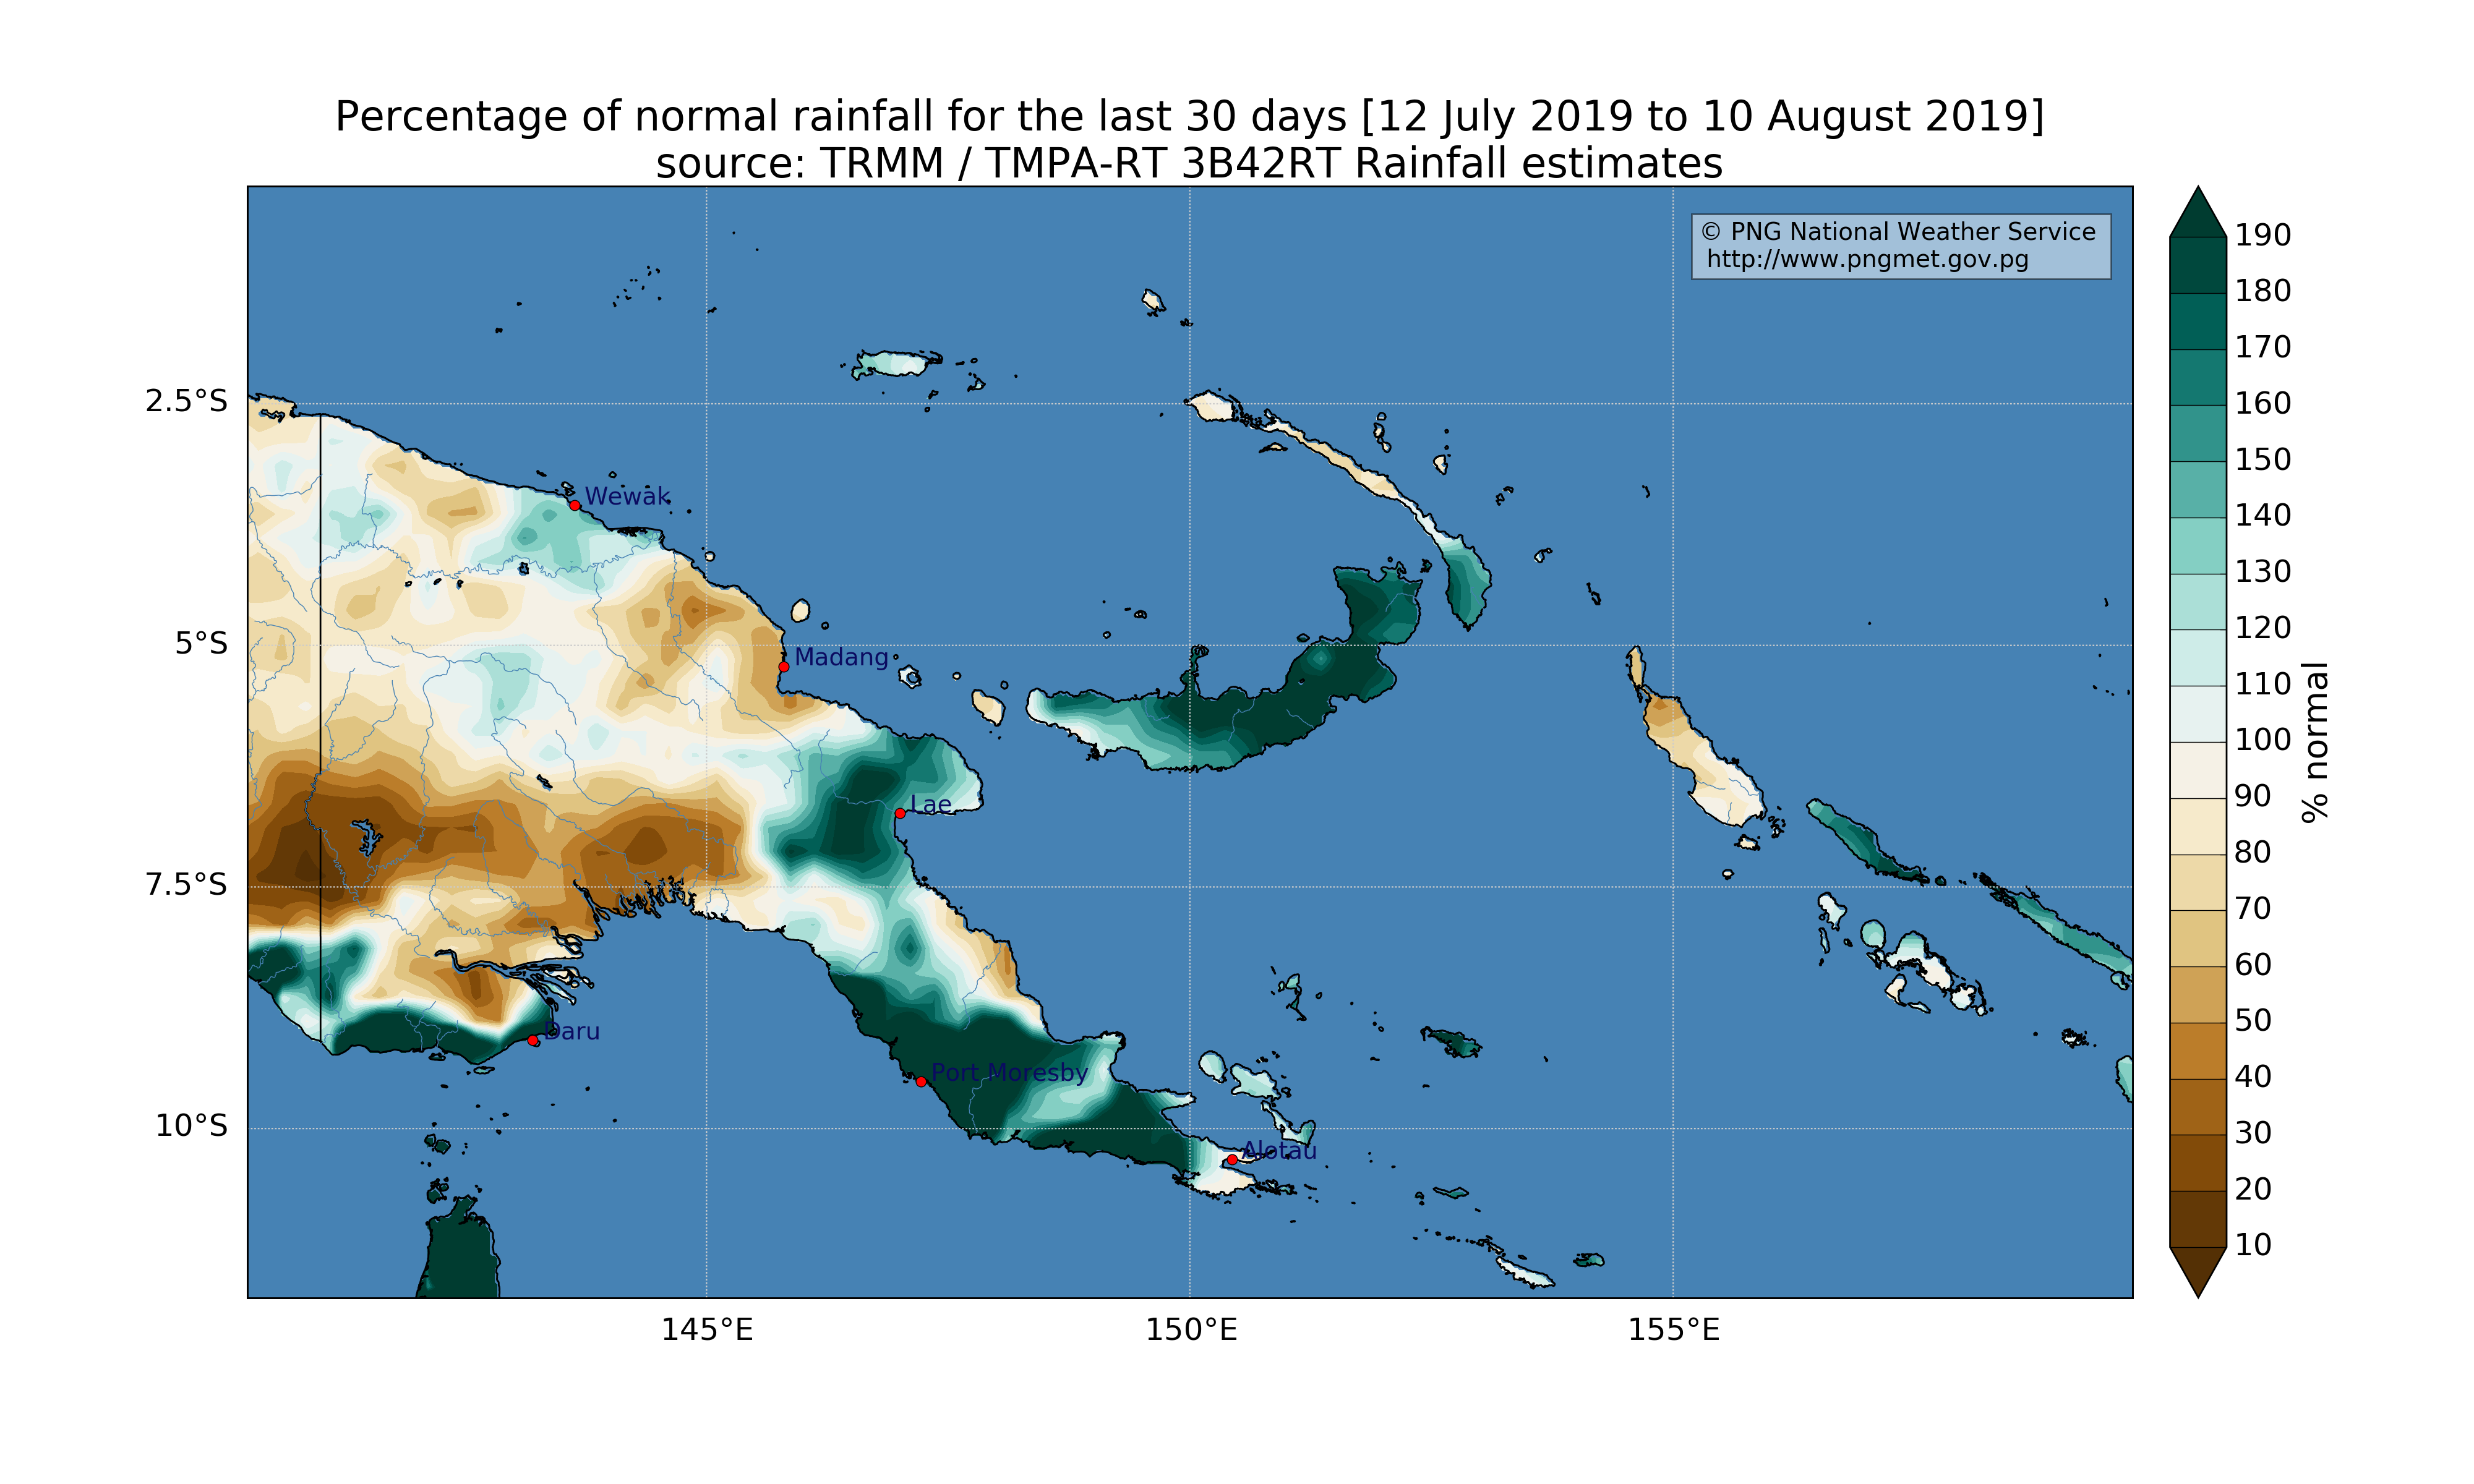 Percentage of normal rainfall for the last 30 days [12 July 2019 to 10 August 2019]
source: TRMM / TMPA-RT 3B42RT Rainfall estimates
© PNG National Weather Service
http://www.pngmet.gov.pg
2.5°S
5°S
7.5°S
10°S
145°E
150°E
155°E
Wewak
Madang
Lae
Daru
Port Moresby
Alotau
190
180
170
160
150
140
130
120
110
100
90
80
70
60
50
40
30
20
10
% normal